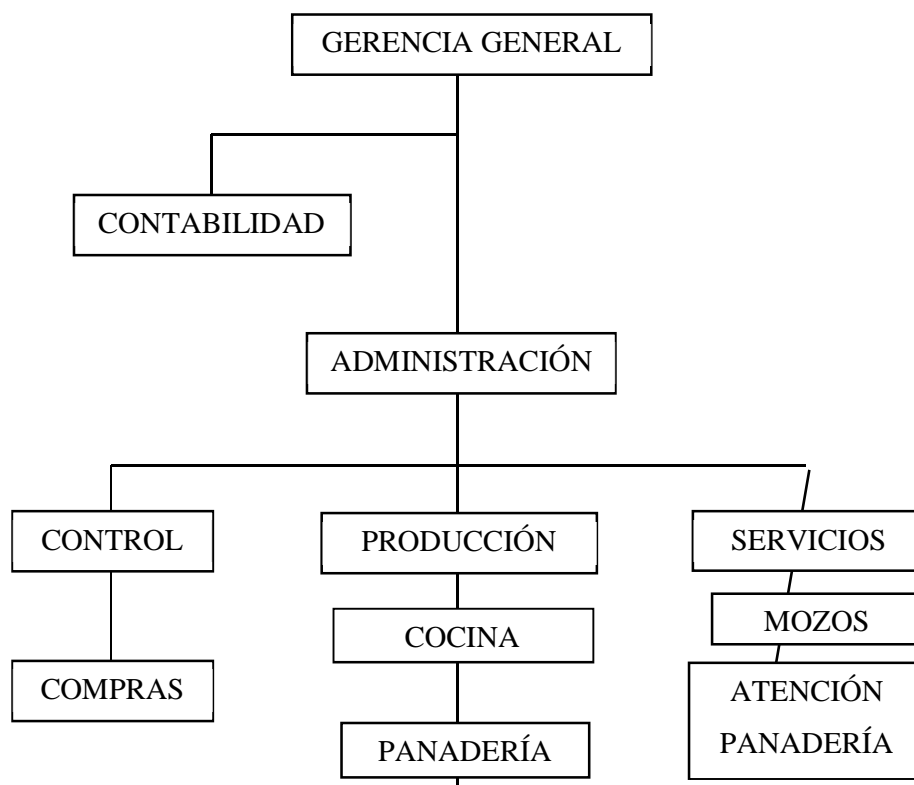 GERENCIA GENERAL
CONTABILIDAD
ADMINISTRACIÓN
CONTROL
PRODUCCIÓN
SERVICIOS
COCINA
MOZOS
COMPRAS
PANADERÍA
ATENCIÓN
PANADERÍA